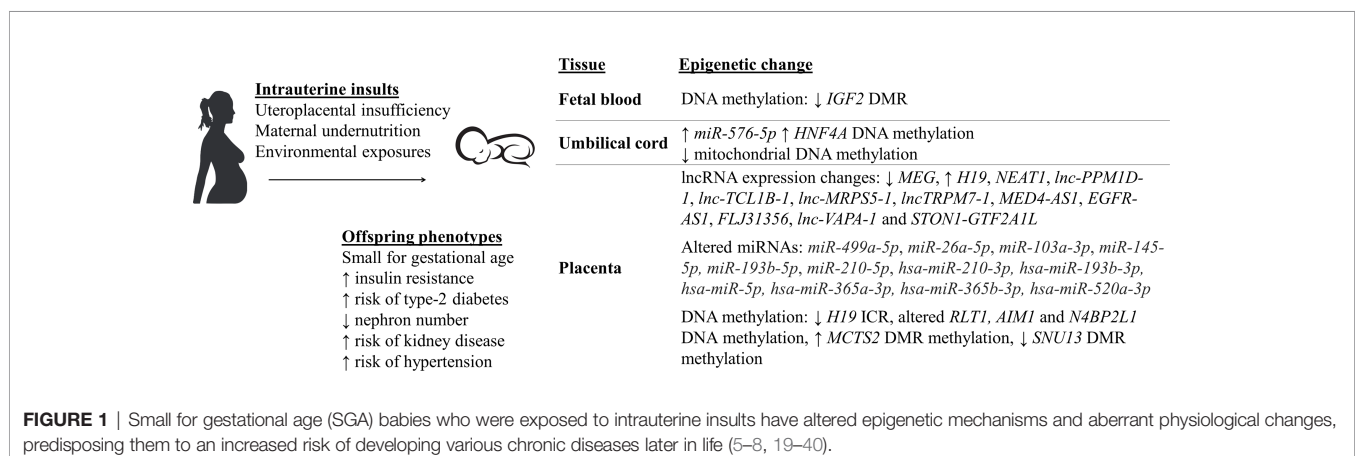 Intrauterine insults
Uteroplacental insufficiency
Maternal undernutrition
Environmental exposures
Offspring phenotypes
Small for gestational age
↑ insulin resistance
↑ risk of type-2 diabetes
↓ nephron number
↑ risk of kidney disease
↑ risk of hypertension
Tissue Epigenetic change
Fetal blood DNA methylation: ↓ IGF2 DMR
Umbilical cord ↑ miR-576-5p ↑ HNF4A DNA methylation
↓ mitochondrial DNA methylation
Placenta
lncRNA expression changes: ↓ MEG, ↑ H19, NEAT1, lnc-PPM1D-
1, lnc-TCL1B-1, lnc-MRPS5-1, lncTRPM7-1, MED4-AS1, EGFR-
AS1, FLJ31356, lnc-VAPA-1 and STON1-GTF2A1L
Altered miRNAs: miR-499a-5p, miR-26a-5p, miR-103a-3p, miR-145-
5p, miR-193b-5p, miR-210-5p, hsa-miR-210-3p, hsa-miR-193b-3p,
hsa-miR-5p, hsa-miR-365a-3p, hsa-miR-365b-3p, hsa-miR-520a-3p
DNA methylation: ↓ H19 ICR, altered RLT1, AIM1 and N4BP2L1
DNA methylation, ↑ MCTS2 DMR methylation, ↓ SNU13 DMR
methylation
FIGURE 1 | Small for gestational age (SGA) babies who were exposed to intrauterine insults have altered epigenetic mechanisms and aberrant physiological changes,
predisposing them to an increased risk of developing various chronic diseases later in life (5–8, 19–40).